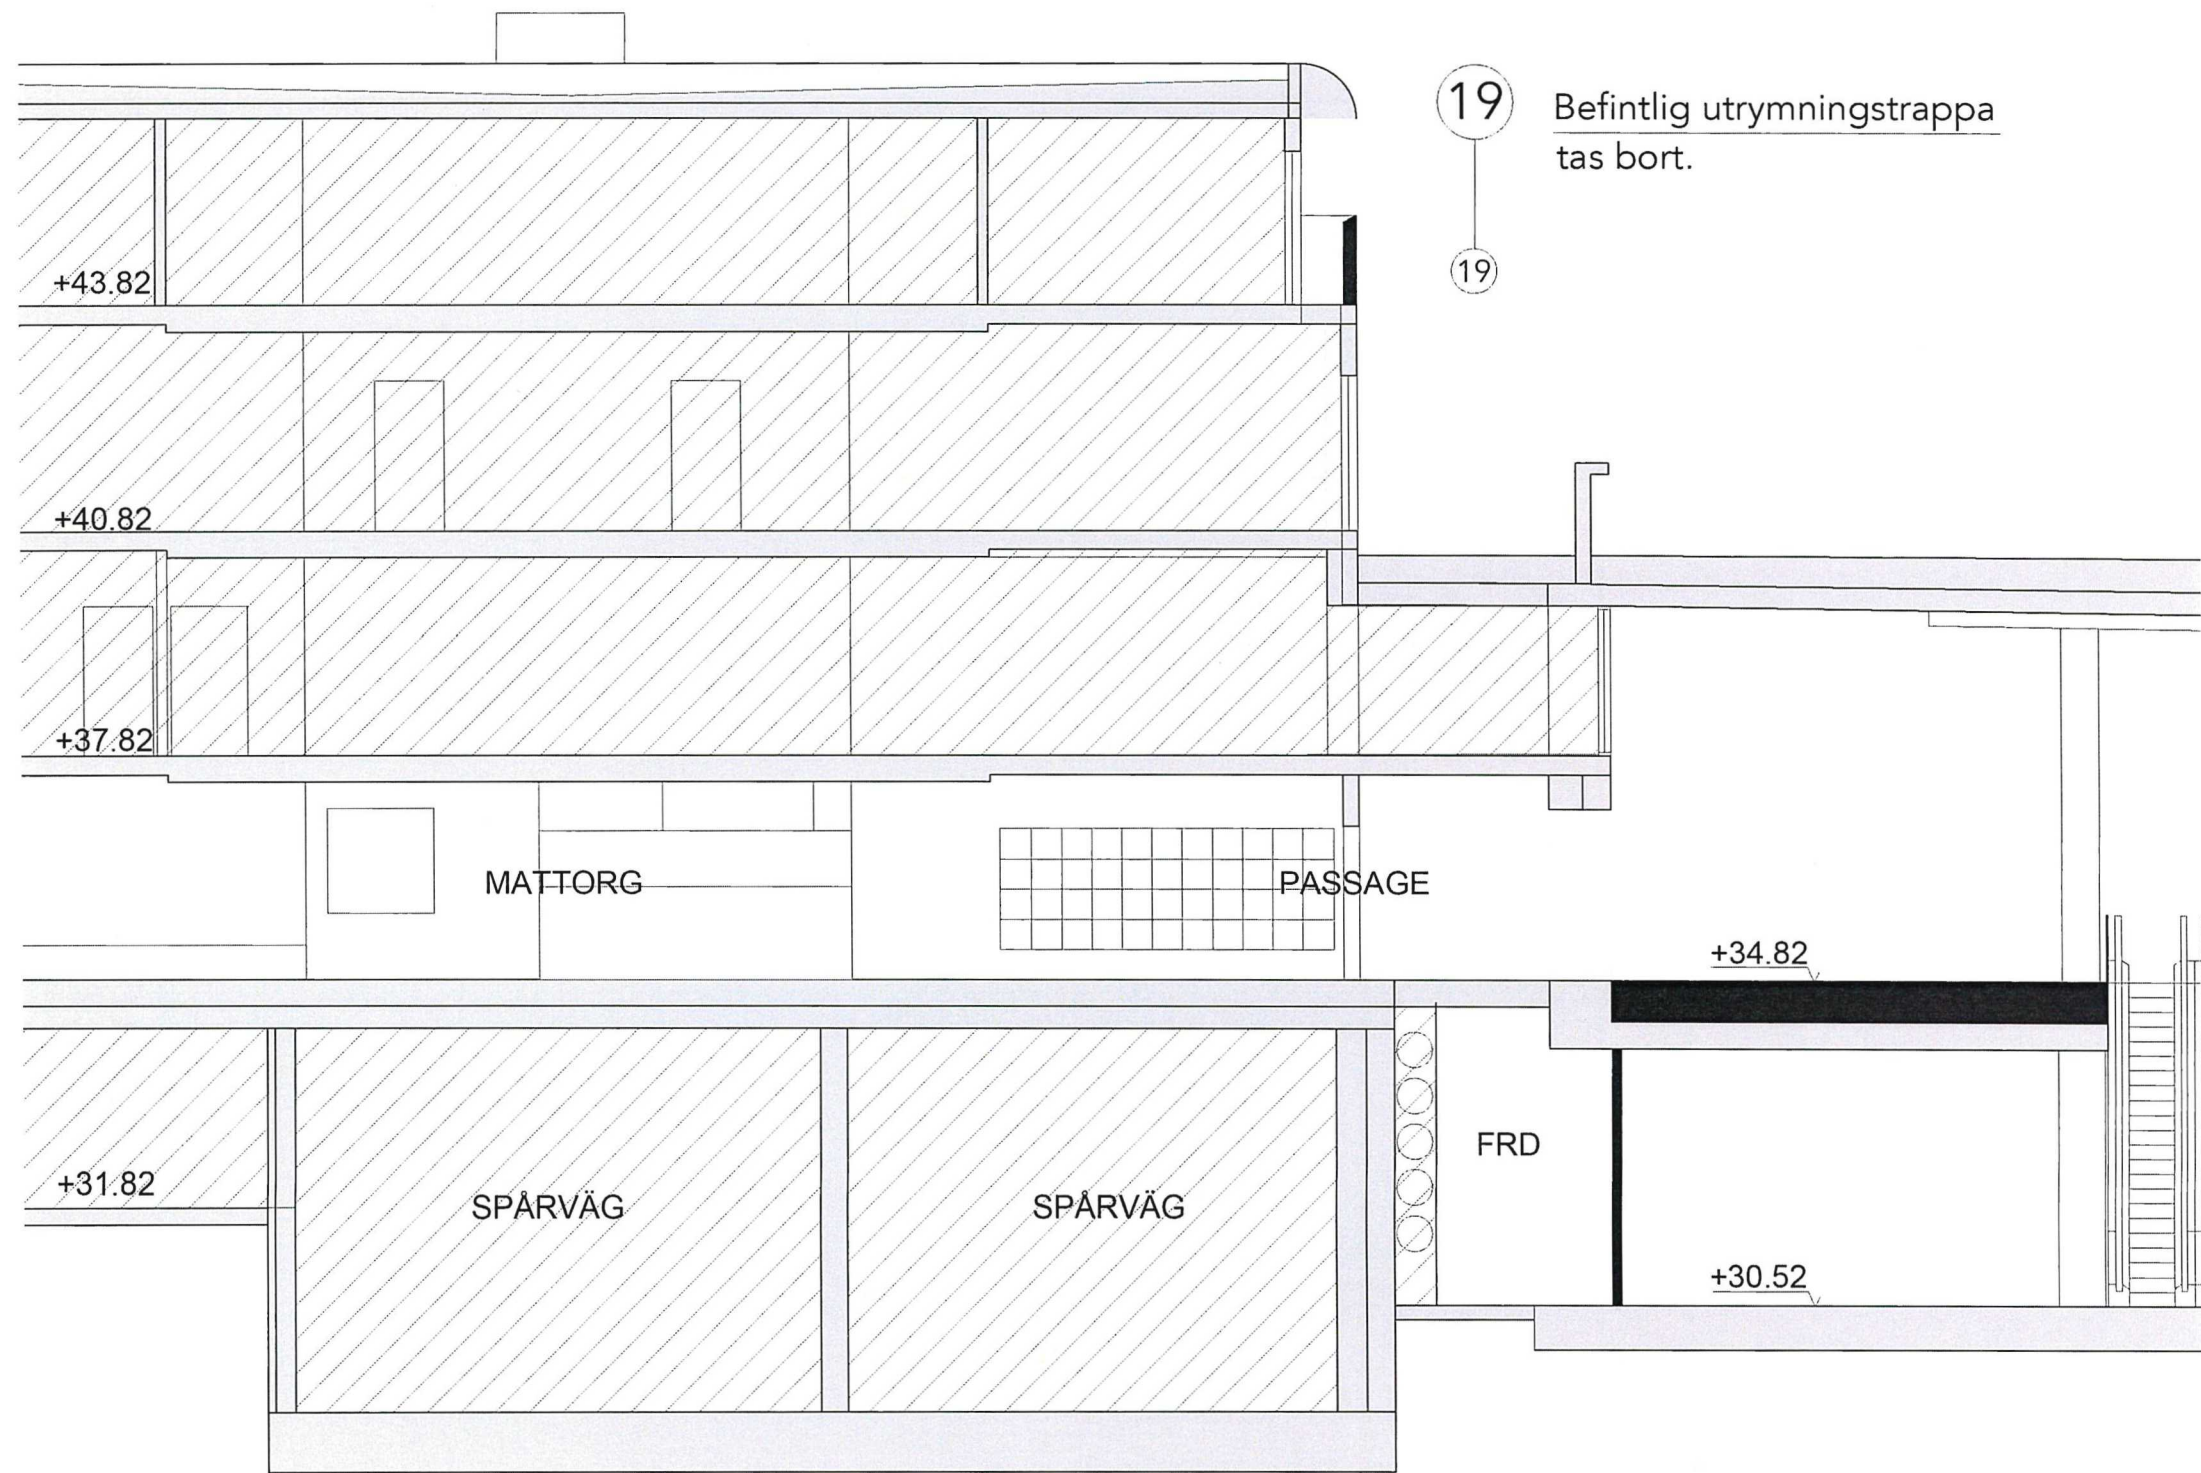 19
Befintlig utrymningstrappa
tas bort.
19
+43.82
+40.82
+37.82
MATTORG
PASSAGE
+34.82
FRD
+31.82
SPÅRVÄG
SPÅRVÄG
+30.52